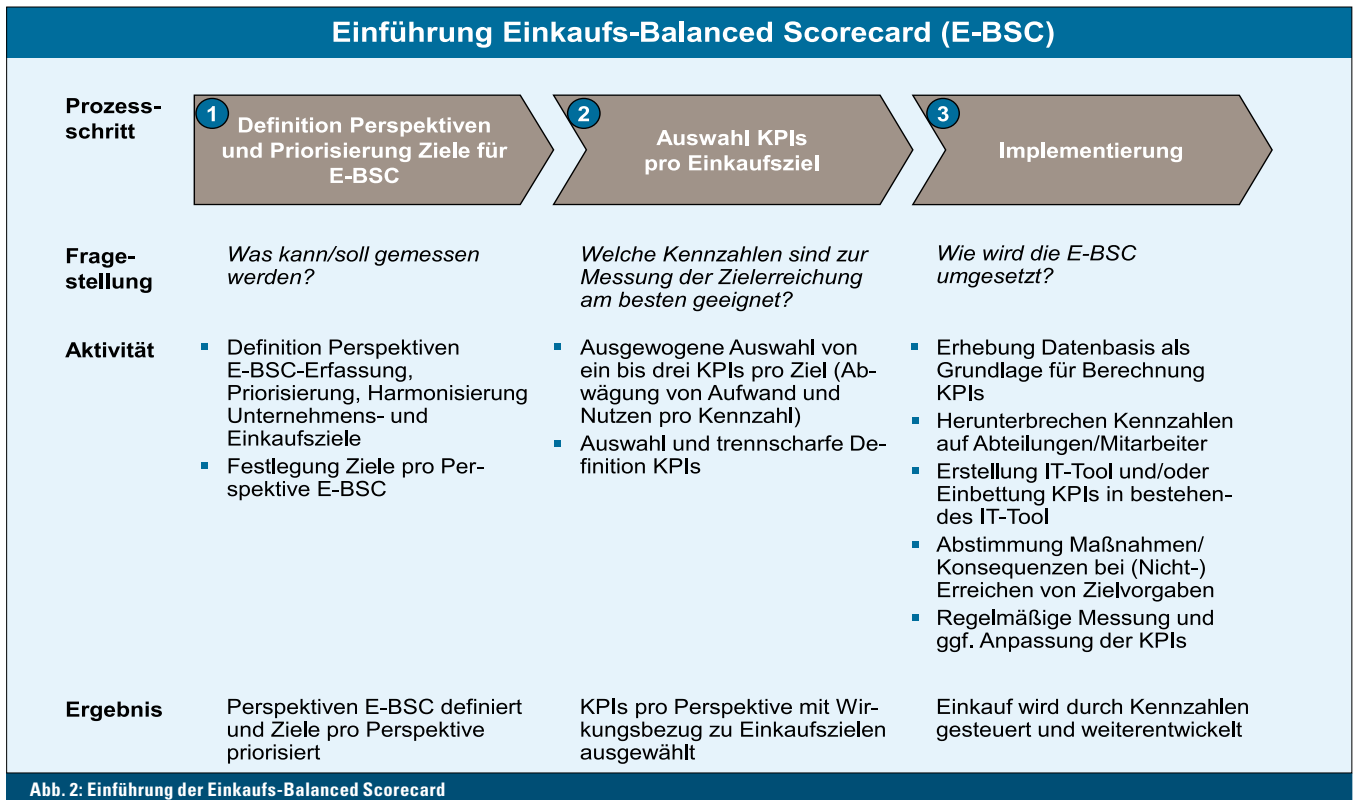 Einführung Einkaufs-Balanced Scorecard (E-BSC)
Prozess-
schritt
1
Definition Perspektiven
und Priorisierung Ziele für
E-BSC
2
Auswahl KPIs
pro Einkaufsziel
3
Implementierung
Frage-
stellung
Was kann/soll gemessen
werden?
Welche Kennzahlen sind zur
Messung der Zielerreichung
am besten geeignet?
Wie wird die E-BSC
umgesetzt?
Aktivität
▪ Definition Perspektiven
E-BSC-Erfassung,
Priorisierung, Harmonisierung
Unternehmens- und
Einkaufsziele
▪ Festlegung Ziele pro Per-
spektive E-BSC
▪ Ausgewogene Auswahl von
ein bis drei KPIs pro Ziel (Ab-
wägung von Aufwand und
Nutzen pro Kennzahl)
▪ Auswahl und trennscharfe De-
finition KPIs
▪ Erhebung Datenbasis als
Grundlage für Berechnung
KPIs
▪ Herunterbrechen Kennzahlen
auf Abteilungen/Mitarbeiter
▪ Erstellung IT-Tool und/oder
Einbettung KPIs in bestehen-
des IT-Tool
▪ Abstimmung Maßnahmen/
Konsequenzen bei (Nicht-)
Erreichen von Zielvorgaben
▪ Regelmäßige Messung und
ggf. Anpassung der KPIs
Ergebnis
Perspektiven E-BSC definiert
und Ziele pro Perspektive
priorisiert
KPIs pro Perspektive mit Wir-
kungsbezug zu Einkaufszielen
ausgewählt
Einkauf wird durch Kennzahlen
gesteuert und weiterentwickelt
Abb. 2: Einführung der Einkaufs-Balanced Scorecard